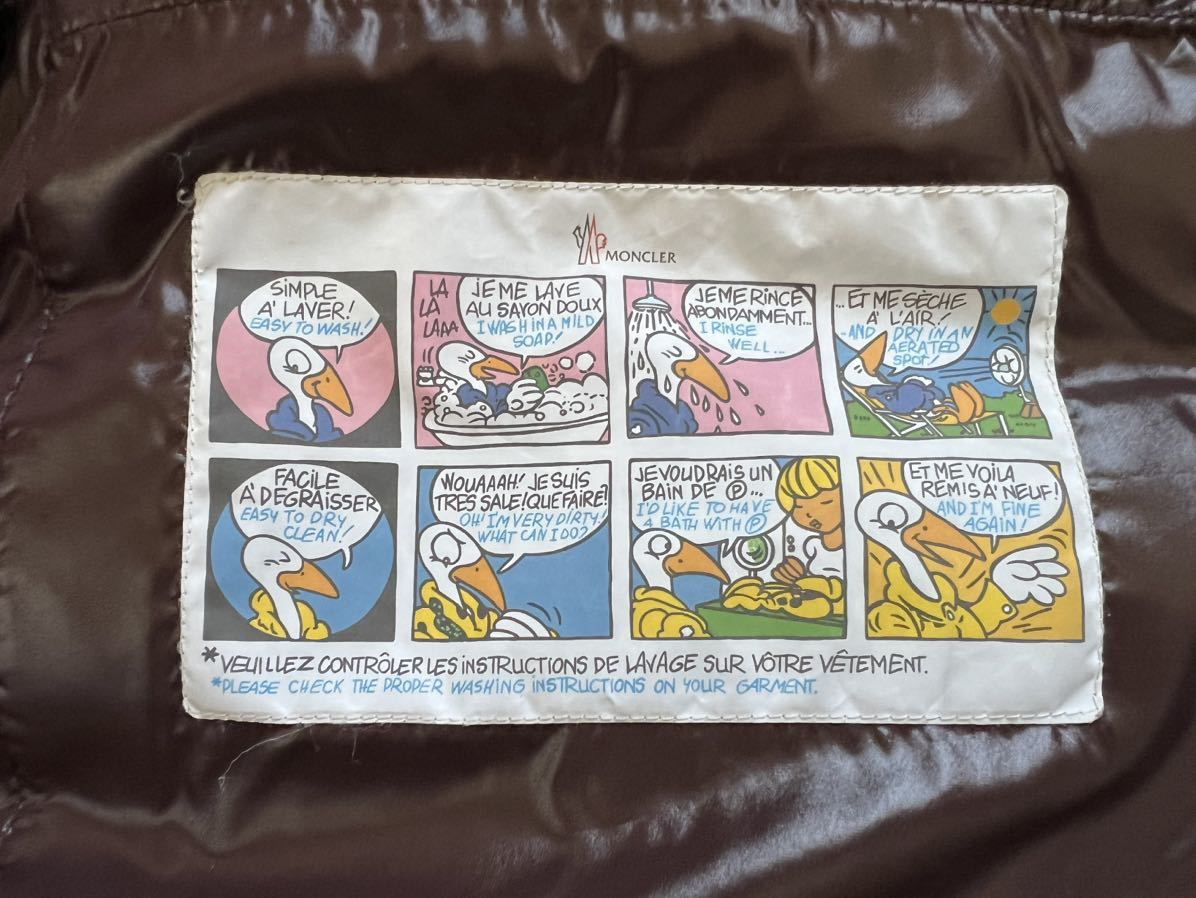 MONCLER
SIMPLE
A' LAVER!
EASY TO WASH!
LA
LÀ
LAAA
JE ME LAVE
AU SAVON DOUX
I WASH IN A MILD
SOAP!
JE ME RINCE
ABONDAMMENT...
I RINSE
WELL...
...ET ME SÈCHE
A' L'AIR!
...AND DRY IN AN
AERATED
SPOT!
FACILE
A' DEGRAISSER
EASY TO DRY
CLEAN!
WOUAAAH! JE SUIS
TRES SALE! QUE FAIRE?
OH! I'M VERY DIRTY!
WHAT CAN I DO?
JE VOUDRAIS UN
BAIN DE Ⓟ...
I'D LIKE TO HAVE
A BATH WITH Ⓟ
ET ME VOILA
REMIS A' NEUF!
AND I'M FINE
AGAIN!
*VEUILLEZ CONTRÔLER LES INSTRUCTIONS DE LAVAGE SUR VÔTRE VÊTEMENT.
*PLEASE CHECK THE PROPER WASHING INSTRUCTIONS ON YOUR GARMENT.